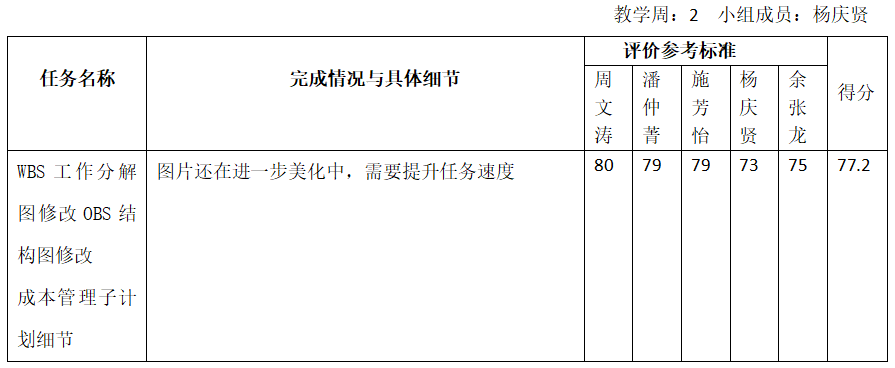 教学周：2 小组成员：杨庆贤
任务名称
完成情况与具体细节
评价参考标准
得分
周文涛
潘仲菁
施芳怡
杨庆贤
余张龙
WBS 工作分解
图修改 OBS 结
构图修改
成本管理子计
划细节
图片还在进一步美化中，需要提升任务速度
80
79
79
73
75
77.2